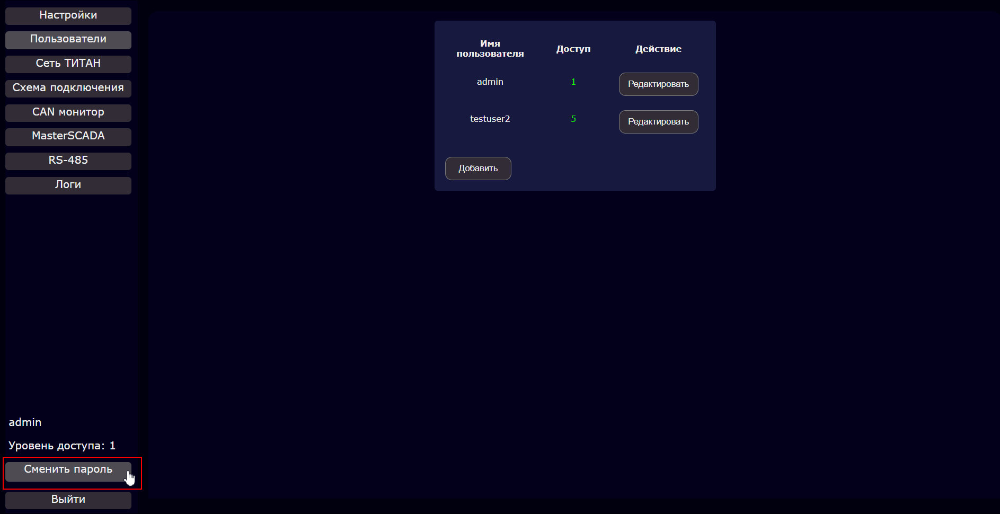 Настройки
Пользователи
Сеть ТИТАН
Схема подключения
CAN монитор
MasterSCADA
RS-485
Логи
admin
Уровень доступа: 1
Сменить пароль
Выйти
Имя
пользователя
Доступ
Действие
admin
1
Редактировать
testuser2
5
Редактировать
Добавить